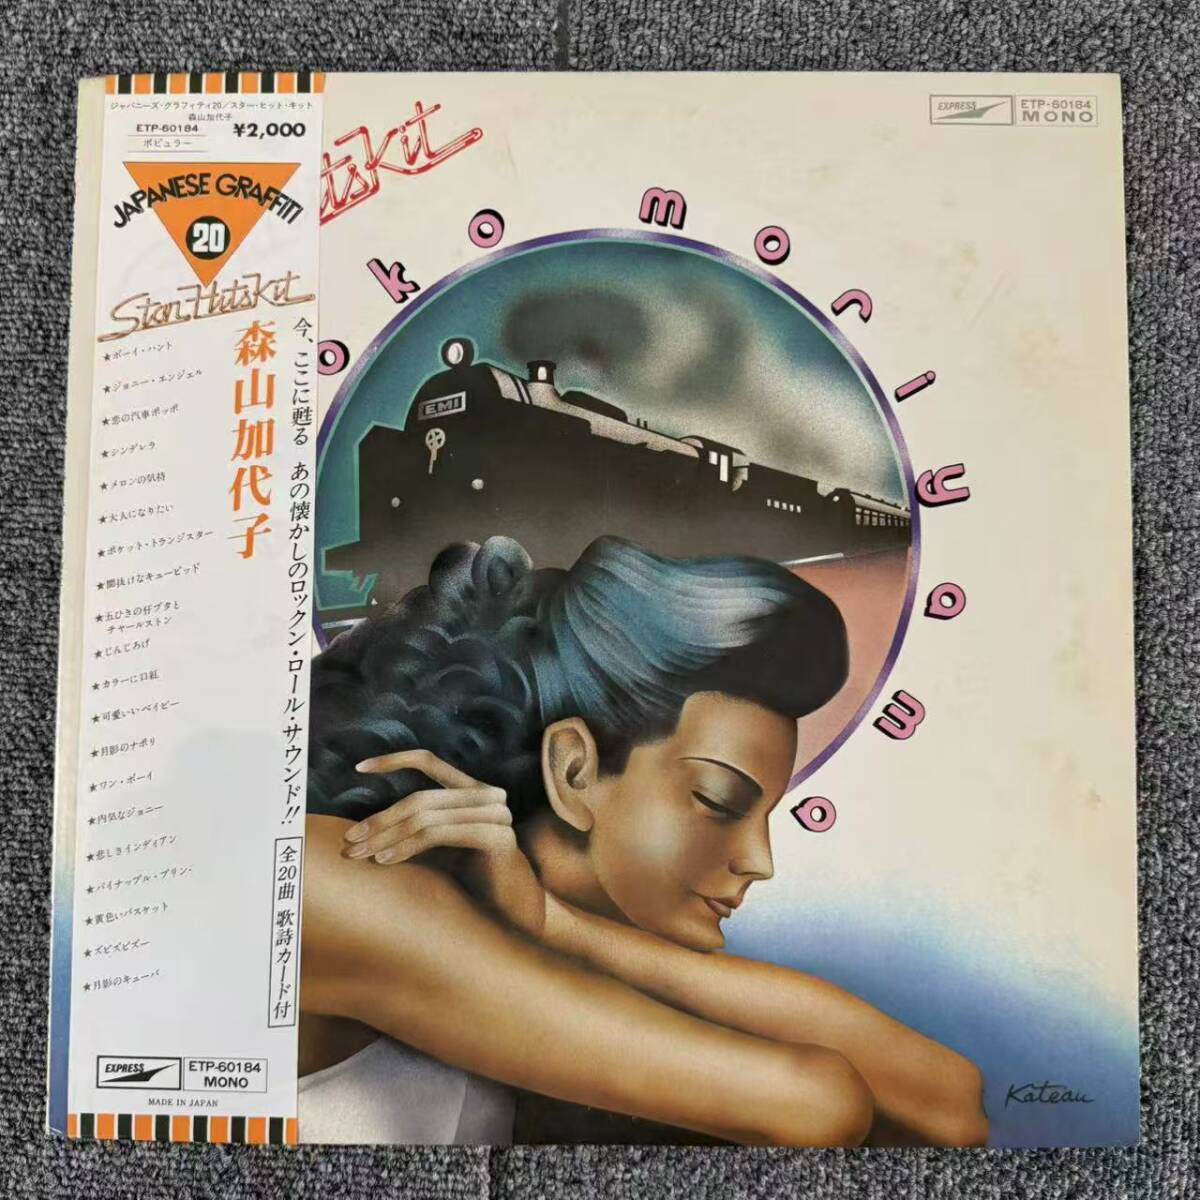 ジャパニーズ・グラフィティ20/スター・ヒット・キット
森山加代子
ETP-60184
¥2,000
ポピュラー
JAPANESE GRAFFITI
20
Star Hits Kit
森山加代子
今、ここに甦る あの懐かしのロックン・ロール・サウンド!!
全20曲 歌詩カード付
★ボーイ・ハント
★ジョニー・エンジェル
★恋の汽車ポッポ
★シンデレラ
★メロンの気持
★大人になりたい
★ポケット・トランジスター
★間抜けなキューピッド
★五ひきの仔ブタと
チャールストン
★じんじろげ
★カラーに口紅
★可愛いいベイビー
★月影のナポリ
★ワン・ボーイ
★内気なジョニー
★悲しきインディアン
★パイナップル・プリン・
★黄色いバスケット
★ズビズビズー
★月影のキューバ
EXPRESS
ETP-60184
MONO
MADE IN JAPAN
tsKit
EXPRESS
ETP-60184
MONO
oko moriyama
EMI
Kateau